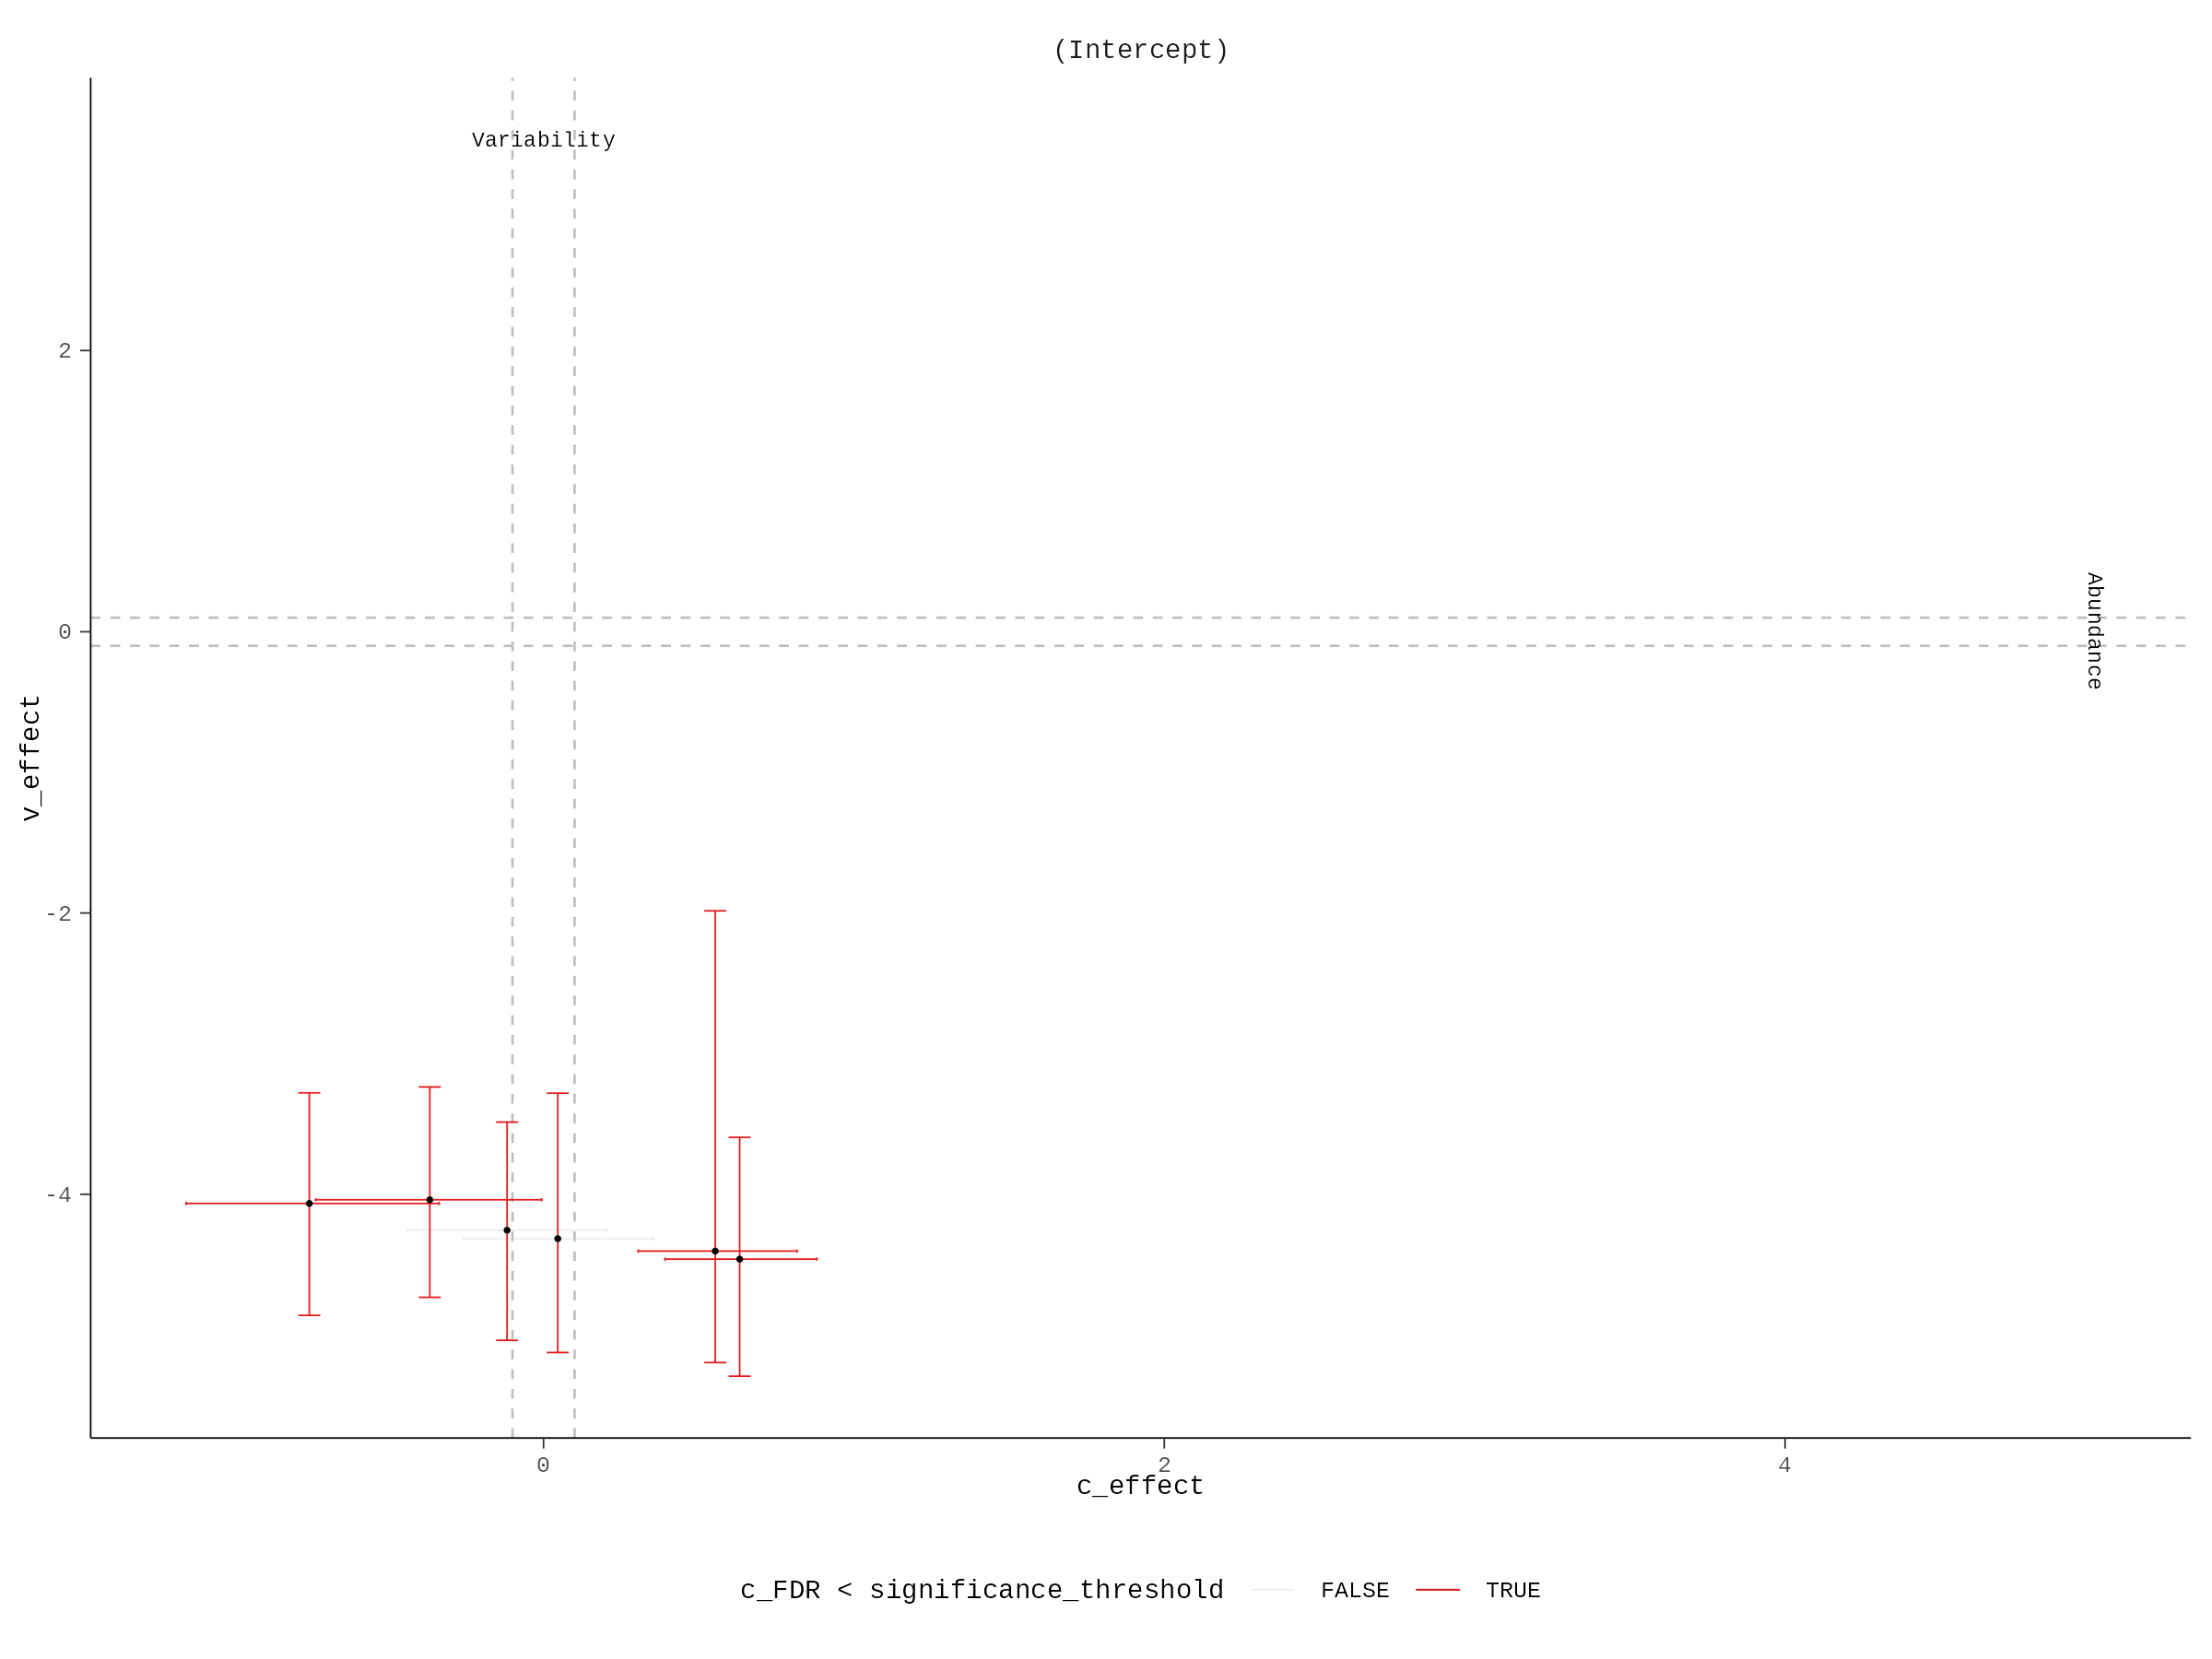 (Intercept)
Variability
2
0
-2
-4
v_effect
Abundance
0
2
4
c_effect
c_FDR < significance_threshold FALSE TRUE